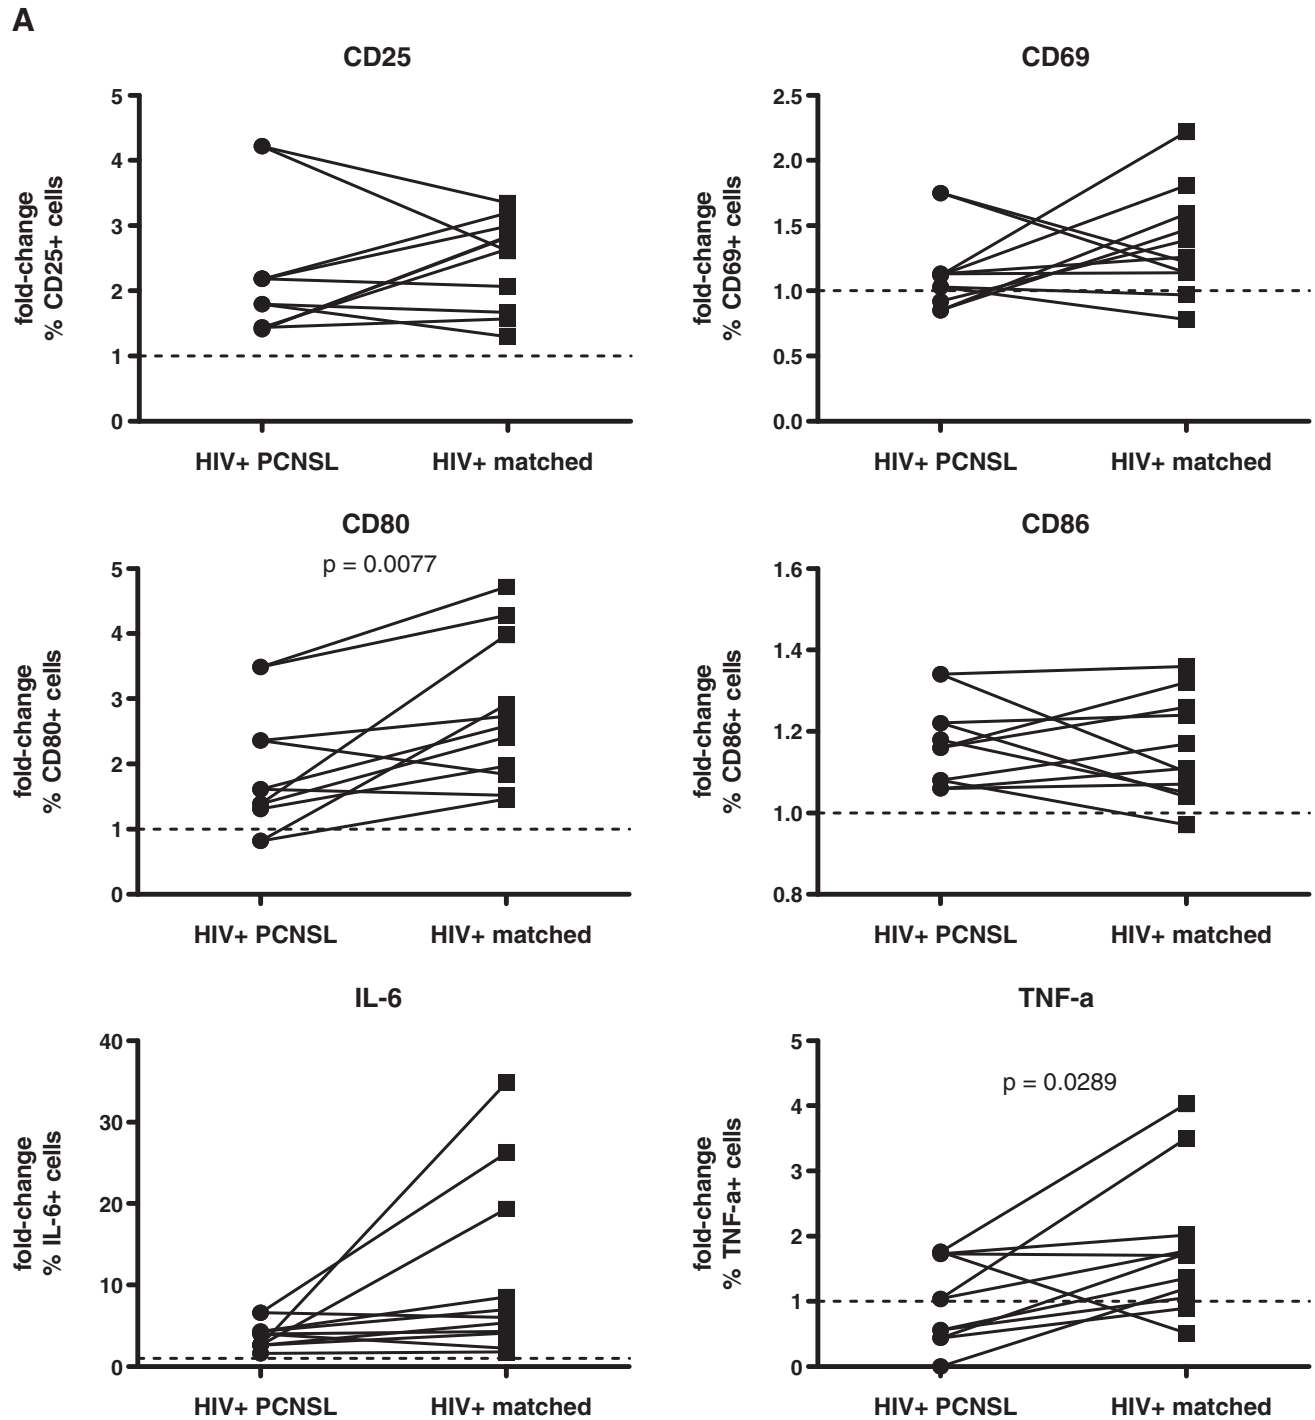 A
CD25
5
4
3
2
1
0
fold-change
% CD25+ cells
HIV+ PCNSL
HIV+ matched
CD69
2.5
2.0
1.5
1.0
0.5
0.0
fold-change
% CD69+ cells
HIV+ PCNSL
HIV+ matched
CD80
p = 0.0077
5
4
3
2
1
0
fold-change
% CD80+ cells
HIV+ PCNSL
HIV+ matched
CD86
1.6
1.4
1.2
1.0
0.8
fold-change
% CD86+ cells
HIV+ PCNSL
HIV+ matched
IL-6
40
30
20
10
0
fold-change
% IL-6+ cells
HIV+ PCNSL
HIV+ matched
TNF-a
p = 0.0289
5
4
3
2
1
0
fold-change
% TNF-a+ cells
HIV+ PCNSL
HIV+ matched